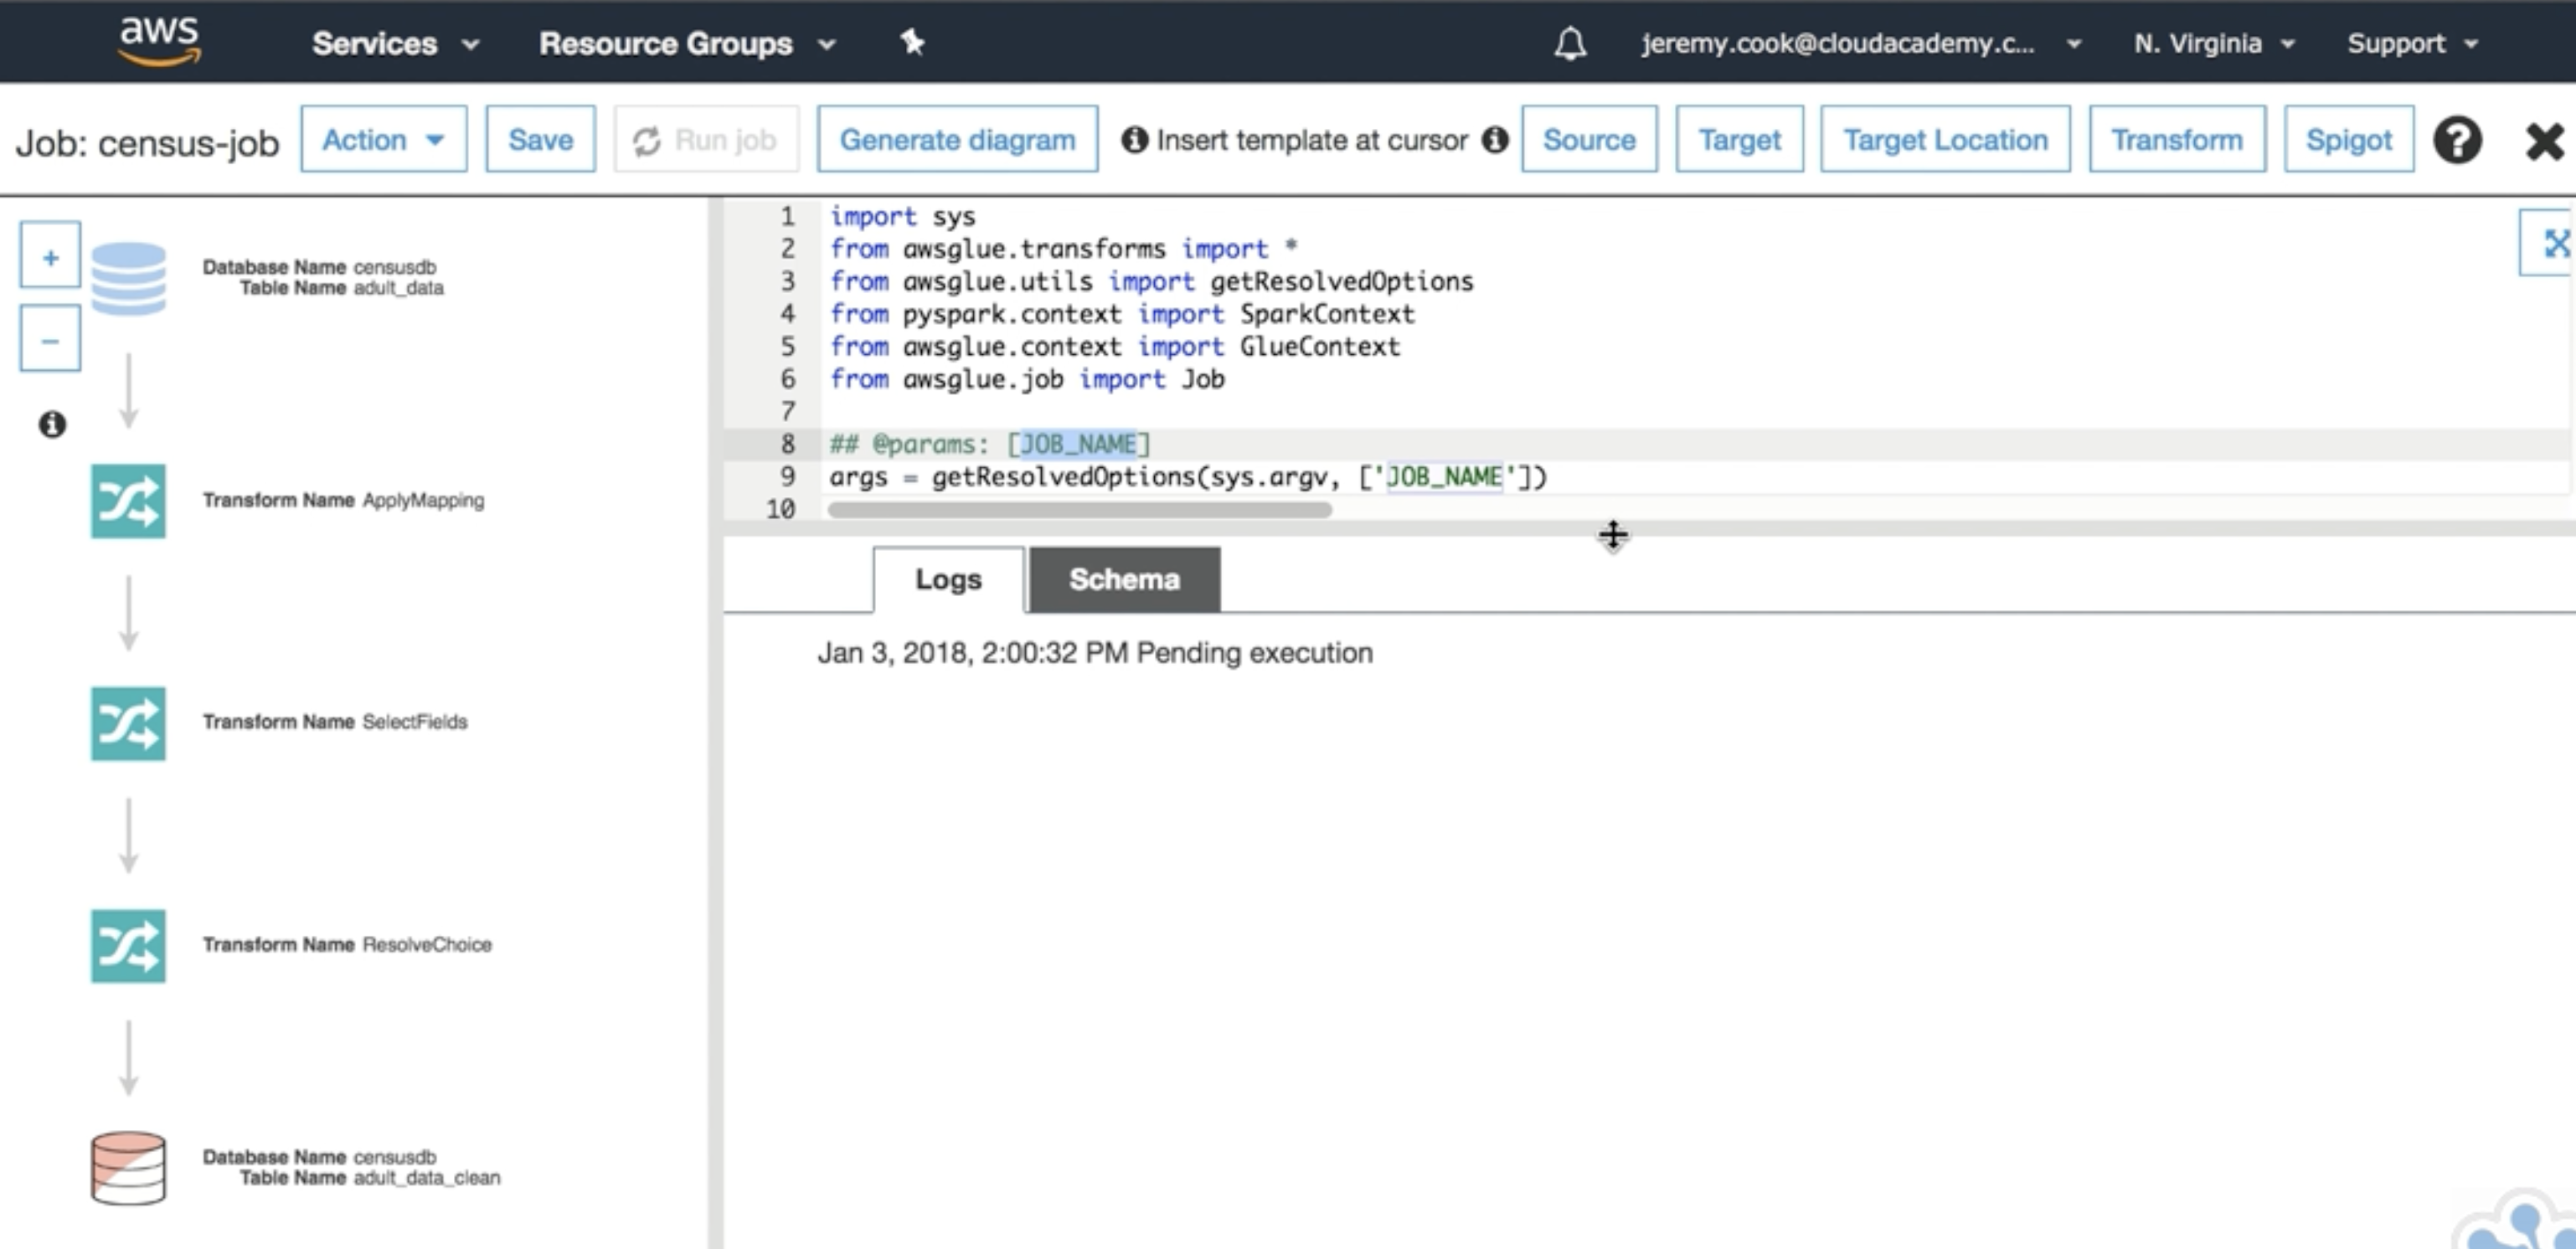 aws Services Resource Groups jeremy.cook@cloudacademy.c... N. Virginia Support
Job: census-job Action Save Run job Generate diagram Insert template at cursor Source Target Target Location Transform Spigot
+
−
Database Name censusdb
Table Name adult_data
Transform Name ApplyMapping
Transform Name SelectFields
Transform Name ResolveChoice
Database Name censusdb
Table Name adult_data_clean
1 import sys
2 from awsglue.transforms import *
3 from awsglue.utils import getResolvedOptions
4 from pyspark.context import SparkContext
5 from awsglue.context import GlueContext
6 from awsglue.job import Job
7
8 ## @params: [JOB_NAME]
9 args = getResolvedOptions(sys.argv, ['JOB_NAME'])
10
Logs Schema
Jan 3, 2018, 2:00:32 PM Pending execution